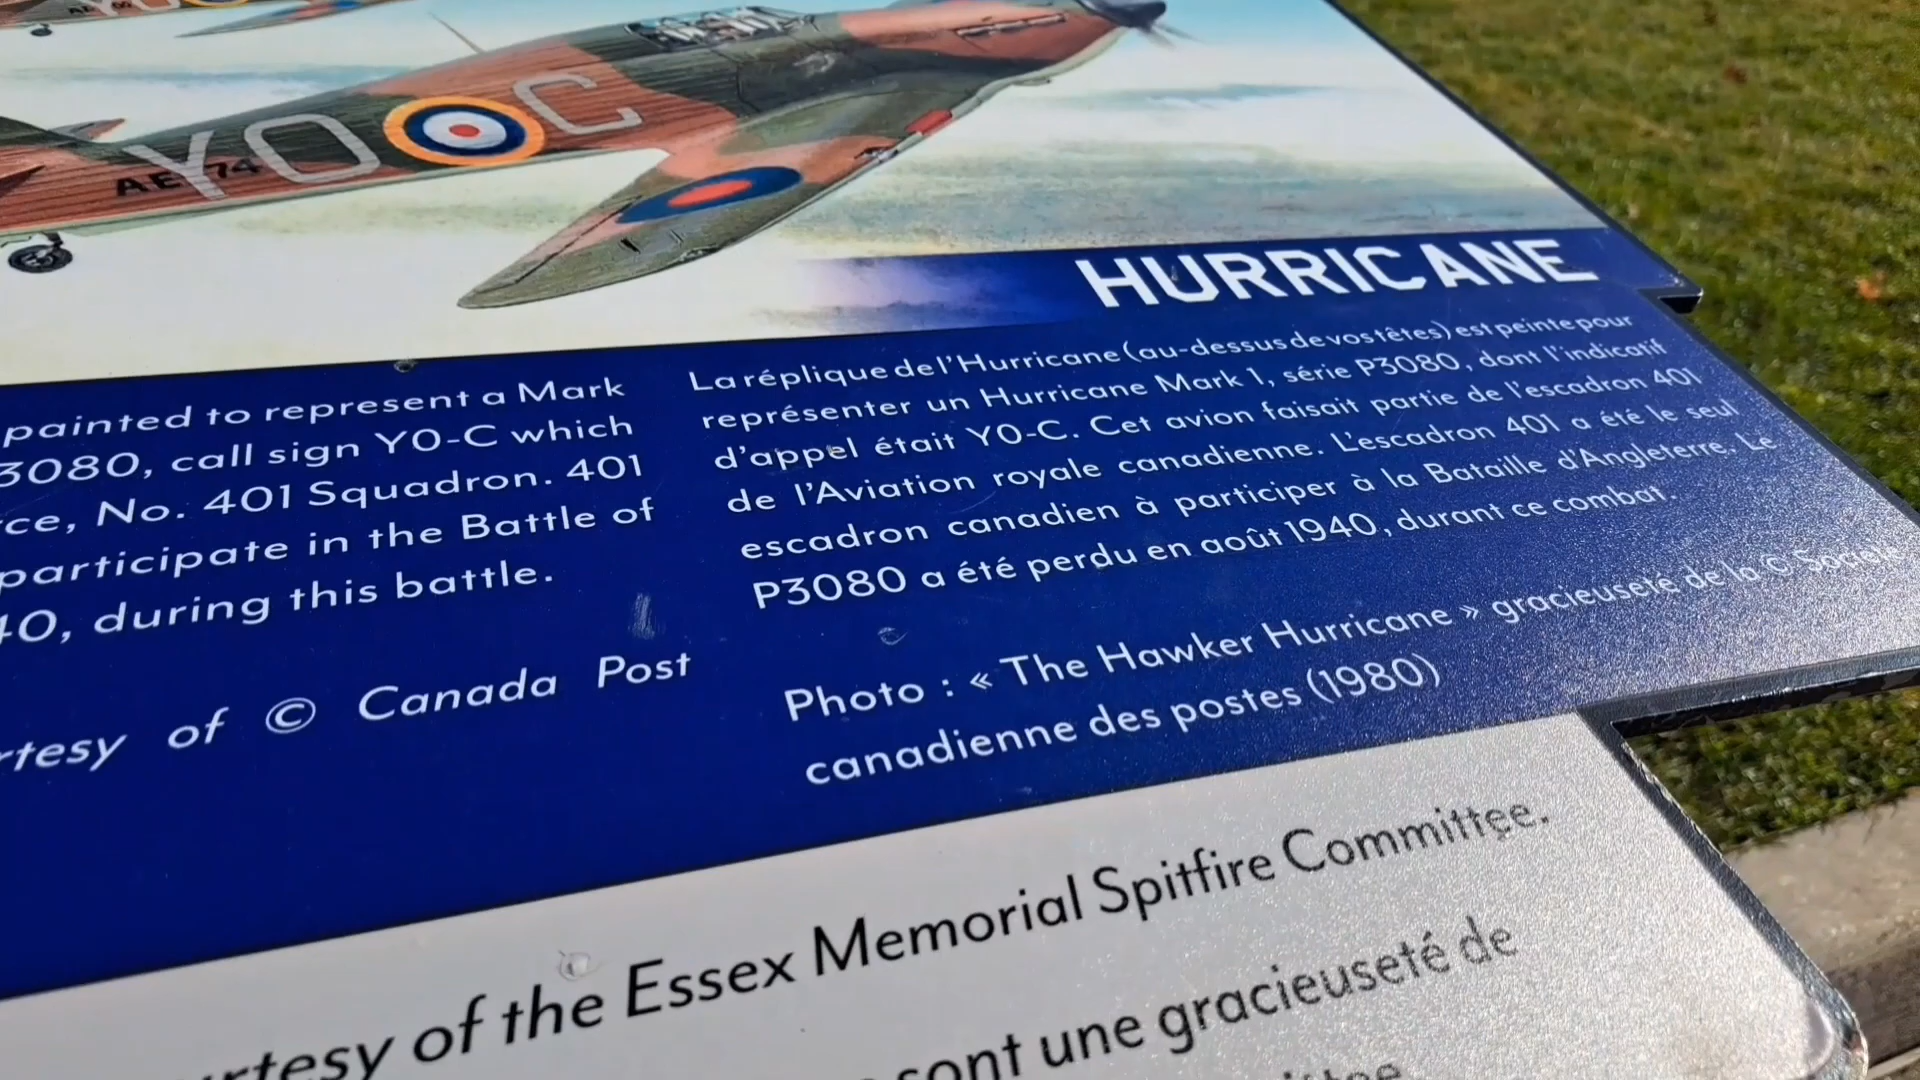 YO C
AE 74
HURRICANE
painted to represent a Mark
3080, call sign YO-C which
ce, No. 401 Squadron. 401
participate in the Battle of
40, during this battle.
rtesy of © Canada Post
La réplique de l'Hurricane (au-dessus de vos têtes) est peinte pour
représenter un Hurricane Mark 1, série P3080, dont l'indicatif
d'appel était YO-C. Cet avion faisait partie de l'escadron 401
de l'Aviation royale canadienne. L'escadron 401 a été le seul
escadron canadien à participer à la Bataille d'Angleterre. Le
P3080 a été perdu en août 1940, durant ce combat.
Photo : « The Hawker Hurricane » gracieuseté de la © Société
canadienne des postes (1980)
urtesy of the Essex Memorial Spitfire Committee.
sont une gracieuseté de